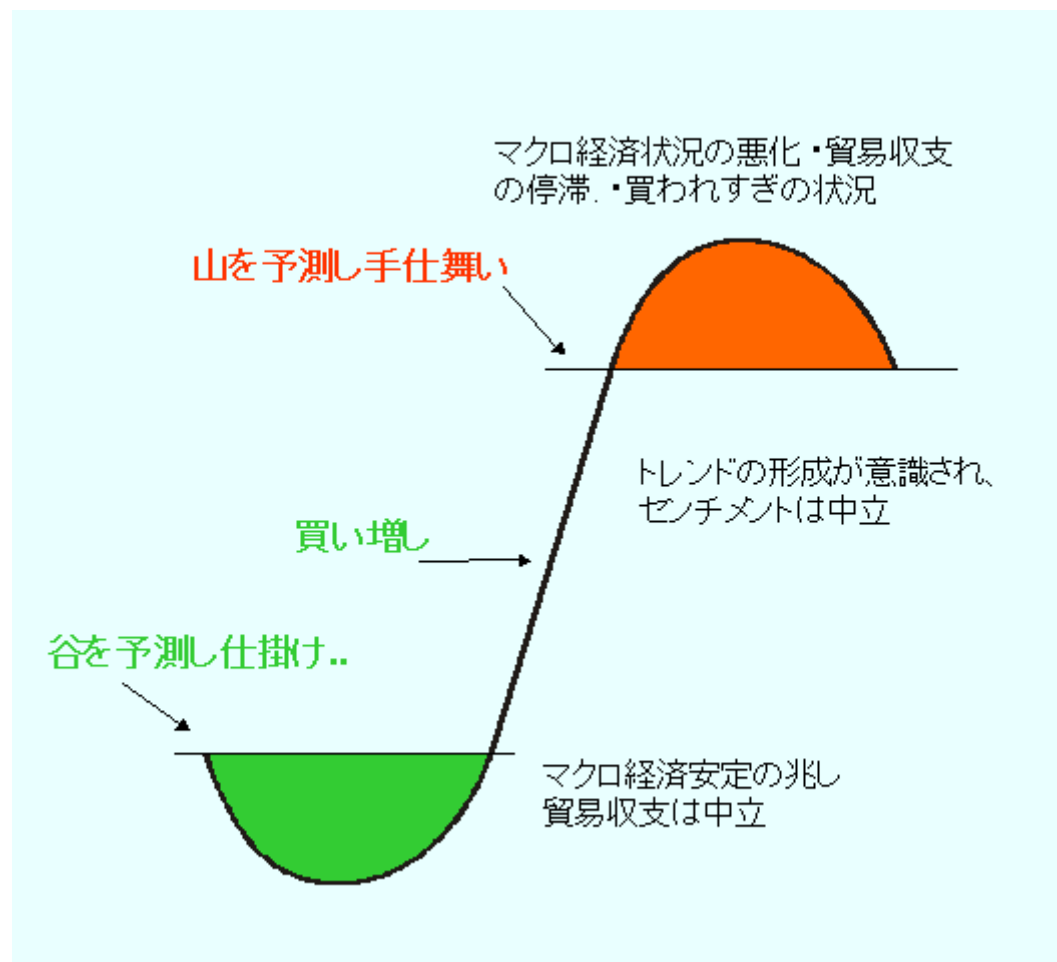 マクロ経済状況の悪化・貿易収支
の停滞.・買われすぎの状況
山を予測し手仕舞い
トレンドの形成が意識され、
センチメントは中立
買い増し
谷を予測し仕掛け..
マクロ経済安定の兆し
貿易収支は中立